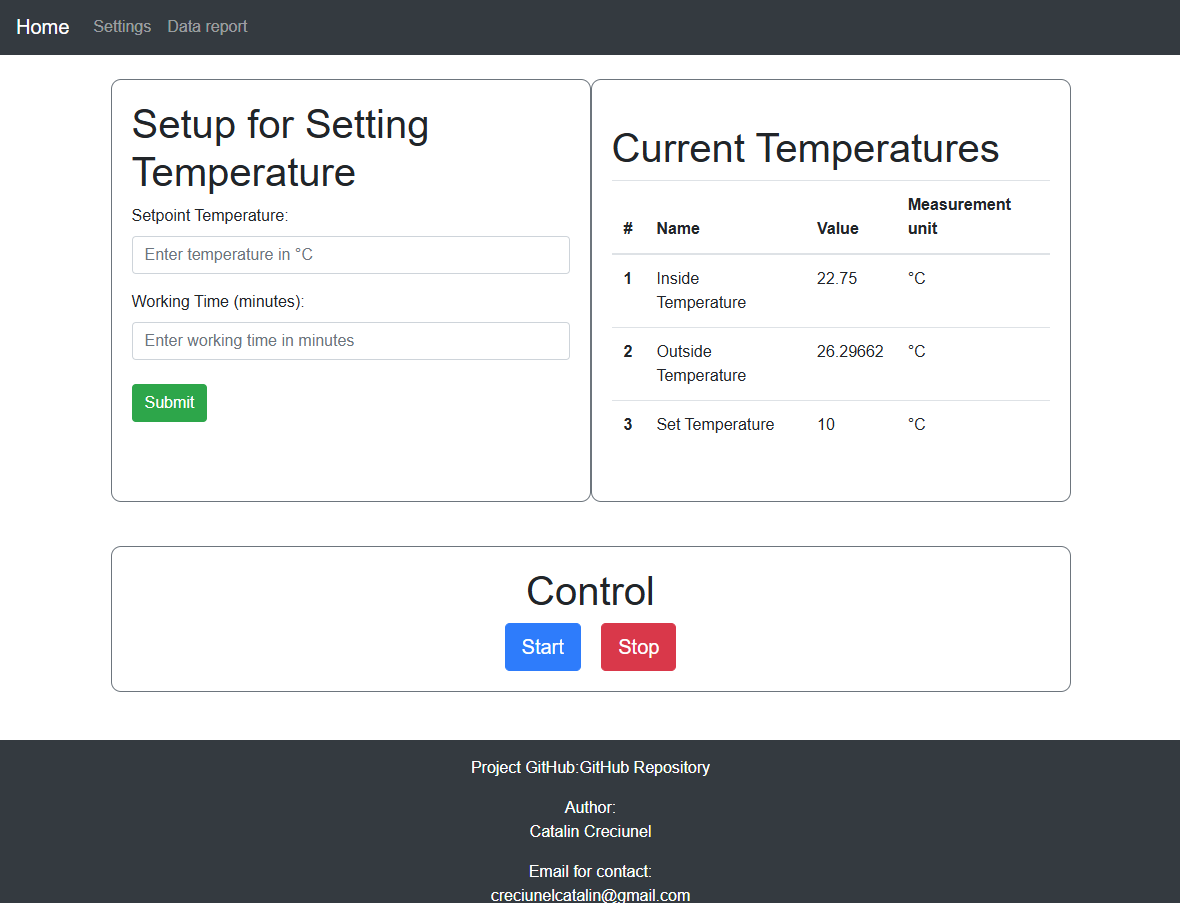 Home Settings Data report
Setup for Setting
Temperature
Setpoint Temperature:
Enter temperature in °C
Working Time (minutes):
Enter working time in minutes
Submit
Current Temperatures
# Name Value Measurement
unit
1 Inside 22.75 °C
Temperature
2 Outside 26.29662 °C
Temperature
3 Set Temperature 10 °C
Control
Start Stop
Project GitHub:GitHub Repository
Author:
Catalin Creciunel
Email for contact:
creciunelcatalin@gmail.com